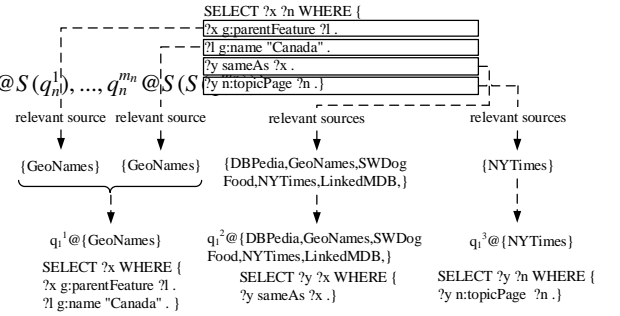 SELECT ?x ?n WHERE {
?x g:parentFeature ?l .
?l g:name "Canada" .
?y sameAs ?x .
@S(qₙ¹),...,qₙᵐⁿ@S(S
?y n:topicPage ?n .}
relevant source relevant source relevant sources relevant sources
{GeoNames} {GeoNames} {DBPedia,GeoNames,SWDog {NYTimes}
Food,NYTimes,LinkedMDB,}
q₁¹@{GeoNames} q₁²@{DBPedia,GeoNames,SWDog q₁³@{NYTimes}
Food,NYTimes,LinkedMDB,}
SELECT ?x WHERE { SELECT ?y ?x WHERE { SELECT ?y ?n WHERE {
?x g:parentFeature ?l . ?y sameAs ?x .} ?y n:topicPage ?n .}
?l g:name "Canada" . }